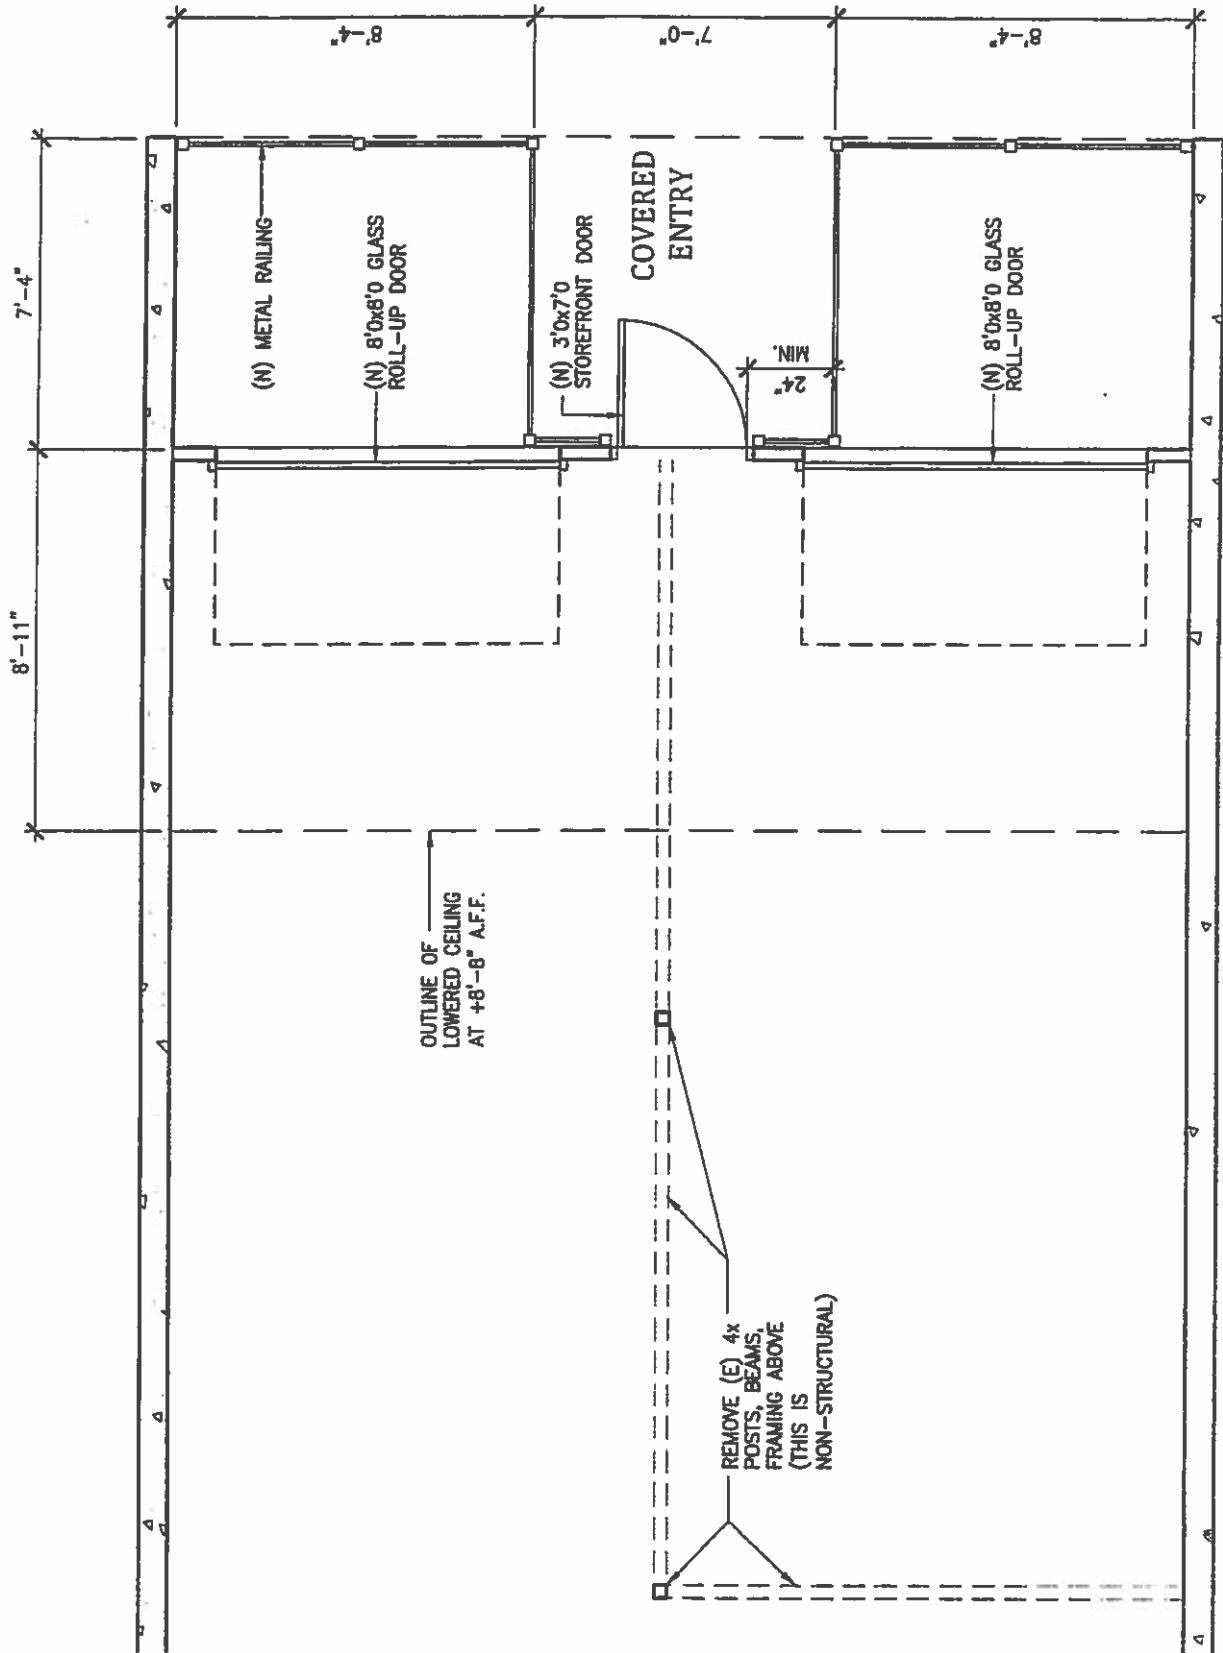 8'-4"
7'-0"
8'-4"
7'-4"
8'-11"
(N) METAL RAILING
(N) 8'0x8'0 GLASS
ROLL-UP DOOR
(N) 3'0x7'0
STOREFRONT DOOR
COVERED
ENTRY
24"
MIN.
(N) 8'0x8'0 GLASS
ROLL-UP DOOR
OUTLINE OF
LOWERED CEILING
AT +8'-8" A.F.F.
REMOVE (E) 4x
POSTS, BEAMS,
FRAMING ABOVE
(THIS IS
NON-STRUCTURAL)